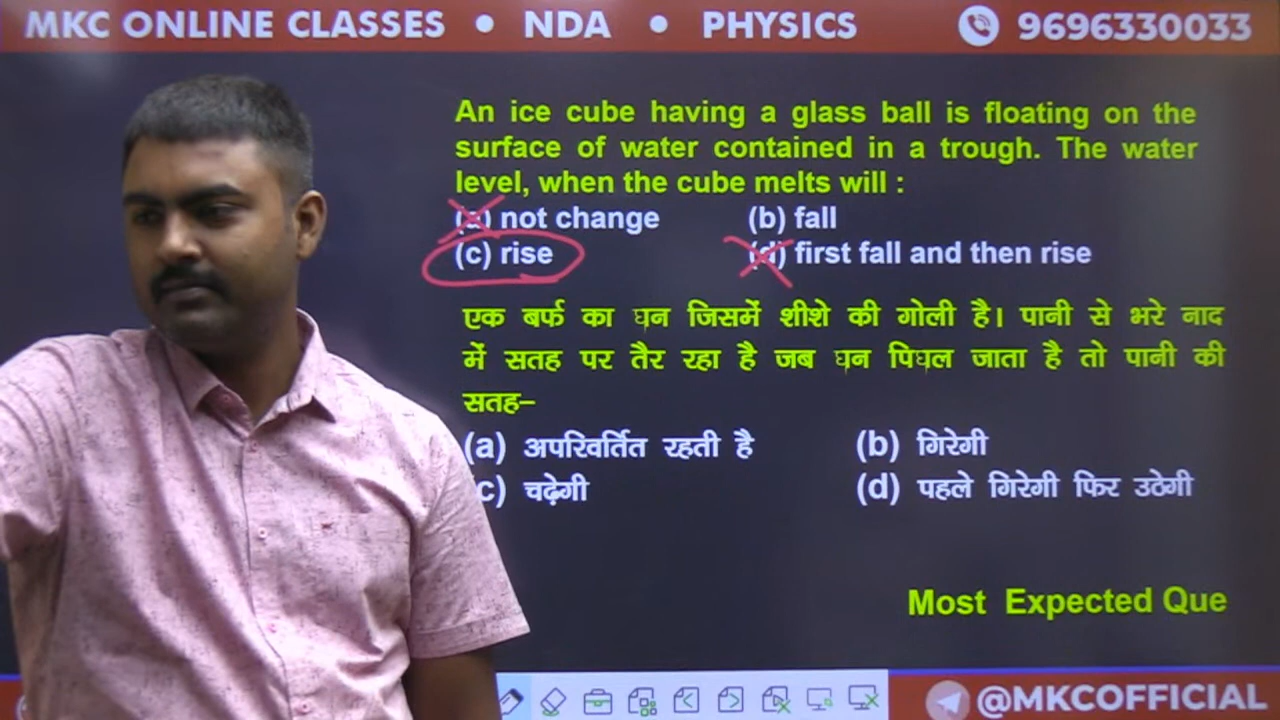 MKC ONLINE CLASSES • NDA • PHYSICS 9696330033
An ice cube having a glass ball is floating on the
surface of water contained in a trough. The water
level, when the cube melts will :
(a) not change (b) fall
(c) rise (d) first fall and then rise
एक बर्फ का घन जिसमें शीशे की गोली है। पानी से भरे नाद
में सतह पर तैर रहा है जब घन पिघल जाता है तो पानी की
सतह–
(a) अपरिवर्तित रहती है (b) गिरेगी
c) चढ़ेगी (d) पहले गिरेगी फिर उठेगी
Most Expected Que
@MKCOFFICIAL